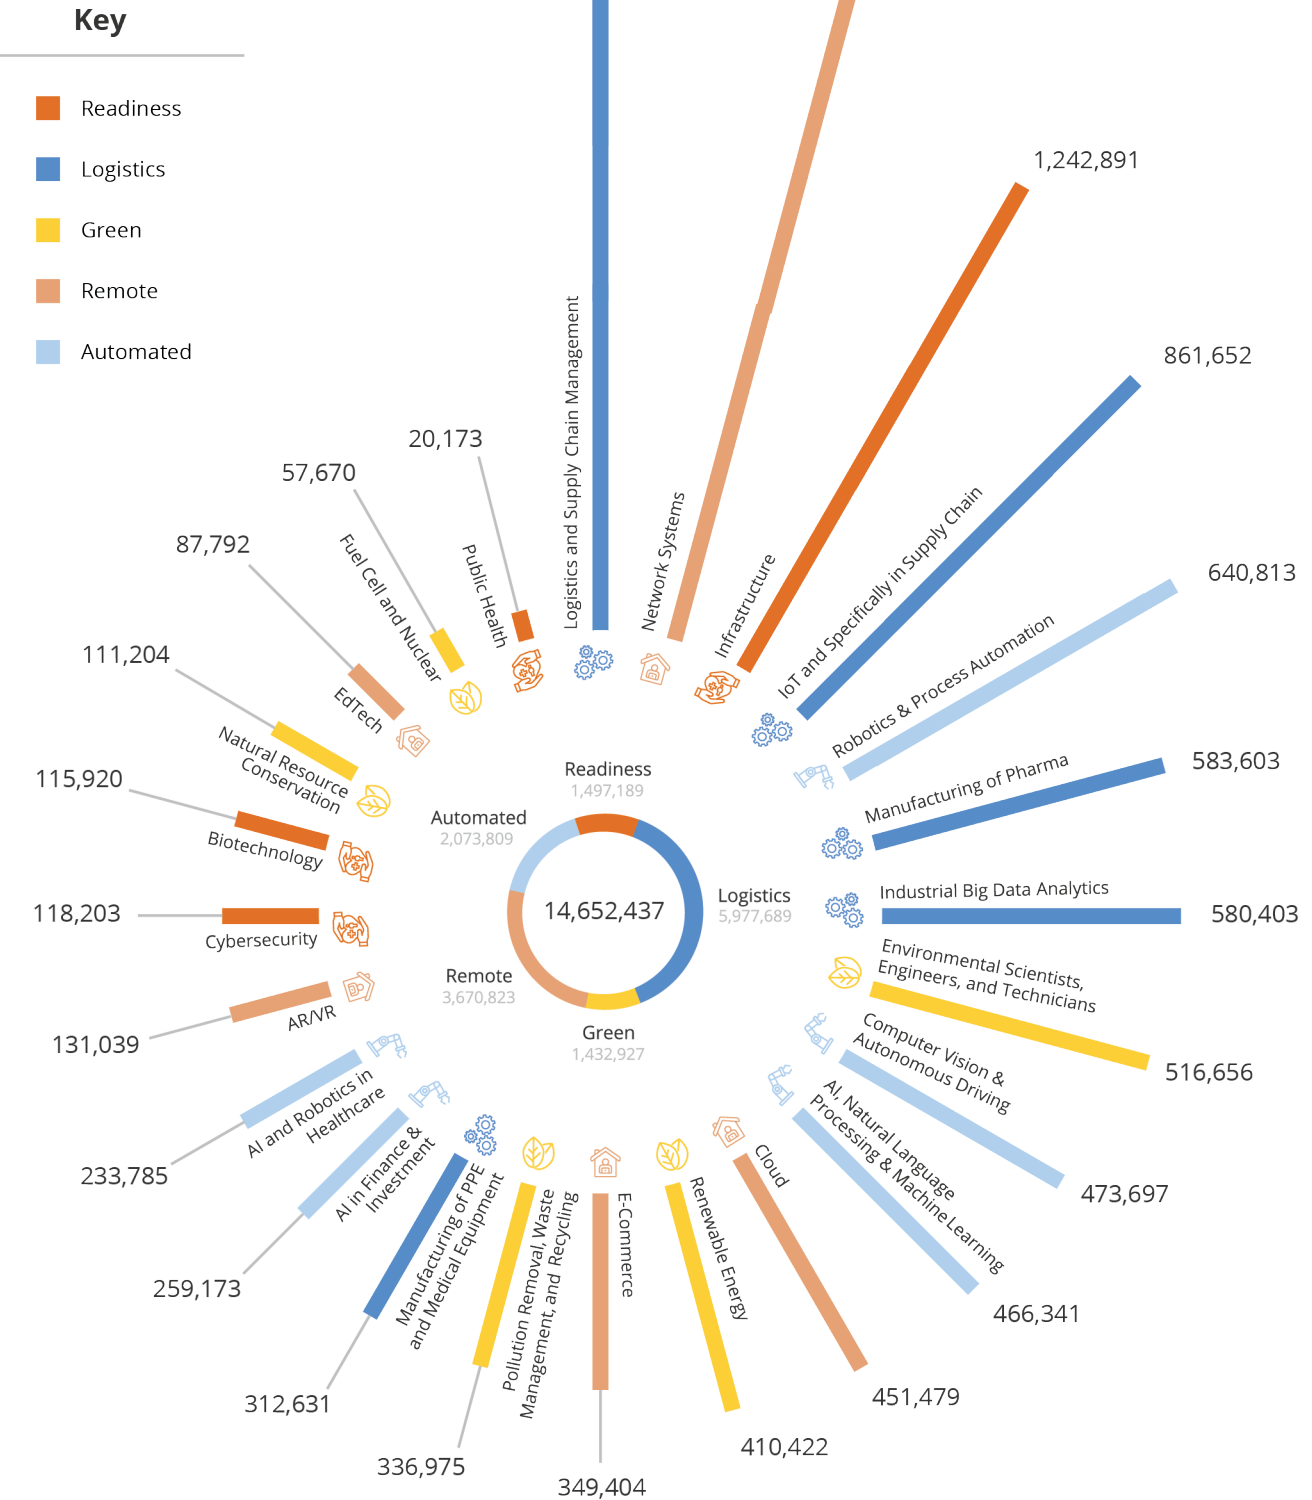 Key
Readiness
Logistics
Green
Remote
Automated
Logistics and Supply Chain Management
Network Systems
1,242,891
Infrastructure
861,652
IoT and Specifically in Supply Chain
640,813
Robotics & Process Automation
583,603
Manufacturing of Pharma
580,403
Industrial Big Data Analytics
Environmental Scientists,
Engineers, and Technicians
516,656
Computer Vision &
Autonomous Driving
473,697
AI, Natural Language
Processing & Machine Learning
466,341
Cloud
451,479
Renewable Energy
410,422
E-Commerce
349,404
Pollution Removal, Waste
Management, and Recycling
336,975
Manufacturing of PPE
and Medical Equipment
312,631
AI in Finance &
Investment
259,173
AI and Robotics in
Healthcare
233,785
AR/VR
131,039
Cybersecurity
118,203
Biotechnology
115,920
Natural Resource
Conservation
111,204
EdTech
87,792
Fuel Cell and Nuclear
57,670
Public Health
20,173
Readiness
1,497,189
Automated
2,073,809
Logistics
5,977,689
14,652,437
Remote
3,670,823
Green
1,432,927